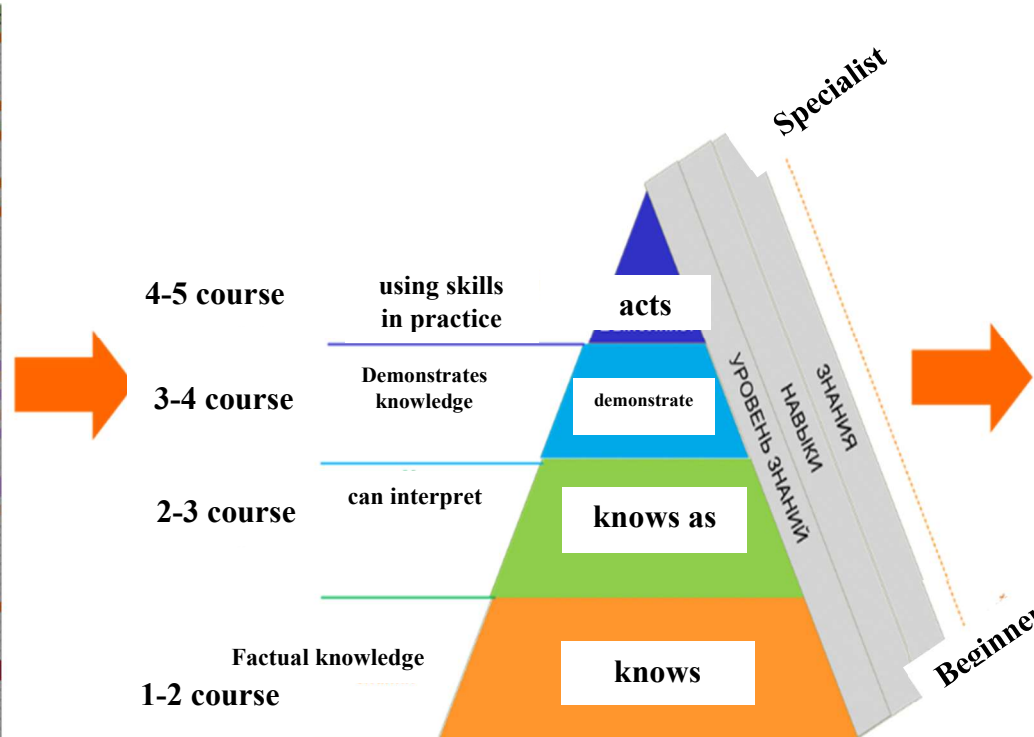 Specialist
4-5 course
using skills
in practice
acts
3-4 course
Demonstrates
knowledge
demonstrate
УРОВЕНЬ ЗНАНИЙ
НАВЫКИ
ЗНАНИЯ
2-3 course
can interpret
knows as
Factual knowledge
1-2 course
knows
Beginner